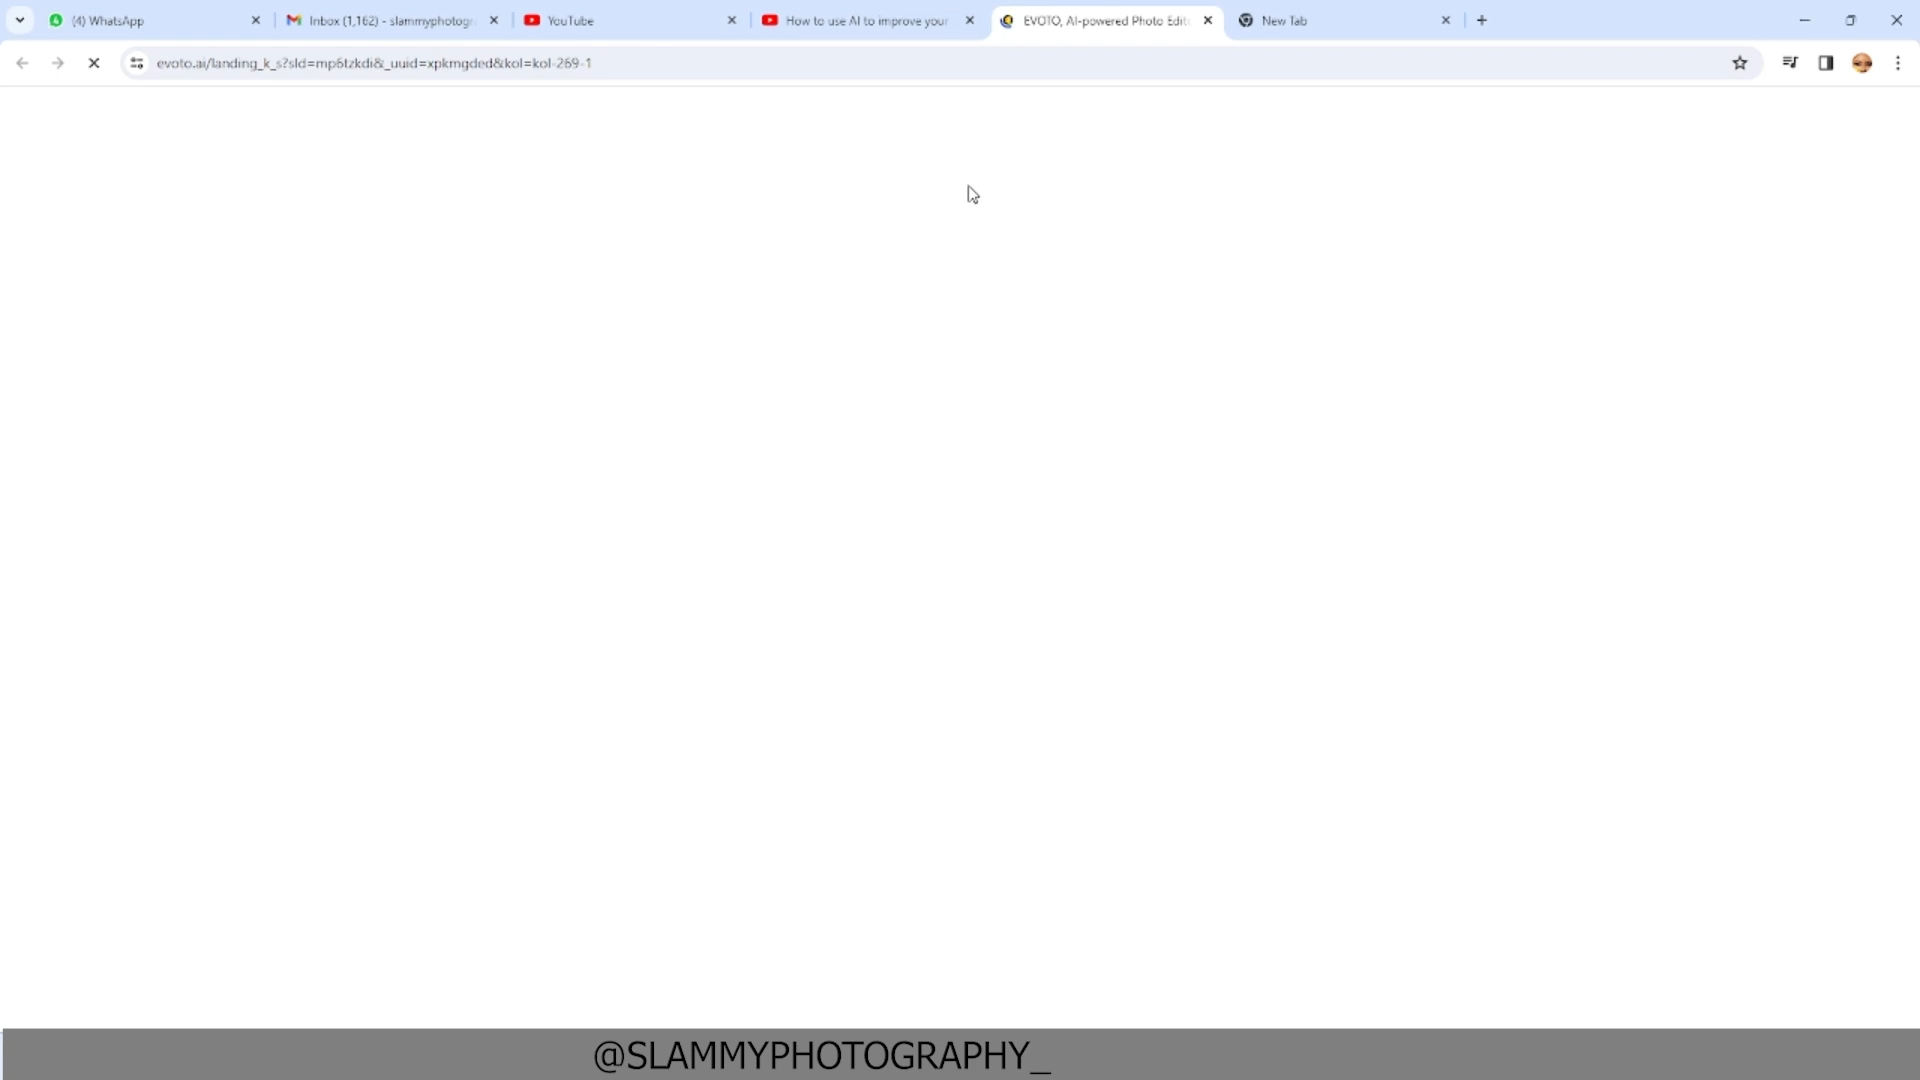 (4) WhatsApp
Inbox (1,162) - slammyphotogr
YouTube
How to use AI to improve your
EVOTO, AI-powered Photo Edit
New Tab
evoto.ai/landing_k_s?sld=mp6tzkdi&_uuid=xpkmgded&kol=kol-269-1
@SLAMMYPHOTOGRAPHY_